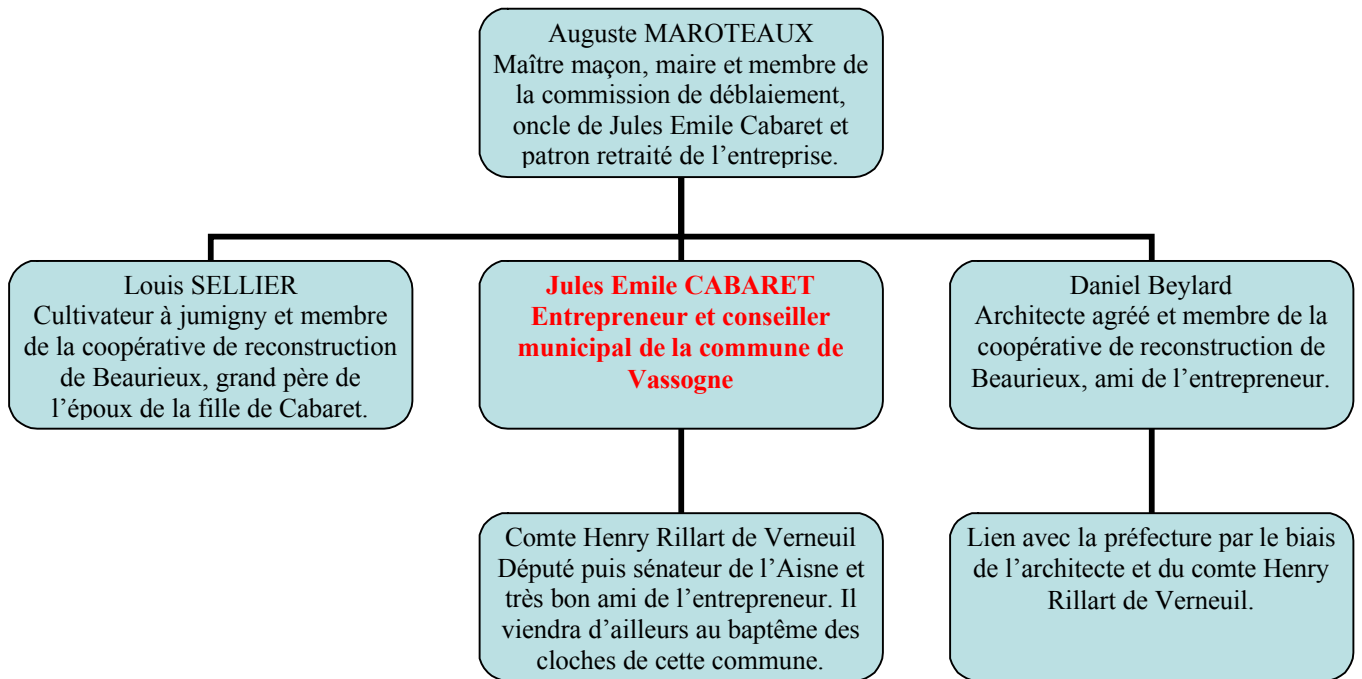 Auguste MAROTEAUX
Maître maçon, maire et membre de
la commission de déblaiement,
oncle de Jules Emile Cabaret et
patron retraité de l’entreprise.
Louis SELLIER
Cultivateur à jumigny et membre
de la coopérative de reconstruction
de Beaurieux, grand père de
l’époux de la fille de Cabaret.
Jules Emile CABARET
Entrepreneur et conseiller
municipal de la commune de
Vassogne
Daniel Beylard
Architecte agréé et membre de la
coopérative de reconstruction de
Beaurieux, ami de l’entrepreneur.
Comte Henry Rillart de Verneuil
Député puis sénateur de l’Aisne et
très bon ami de l’entrepreneur. Il
viendra d’ailleurs au baptême des
cloches de cette commune.
Lien avec la préfecture par le biais
de l’architecte et du comte Henry
Rillart de Verneuil.